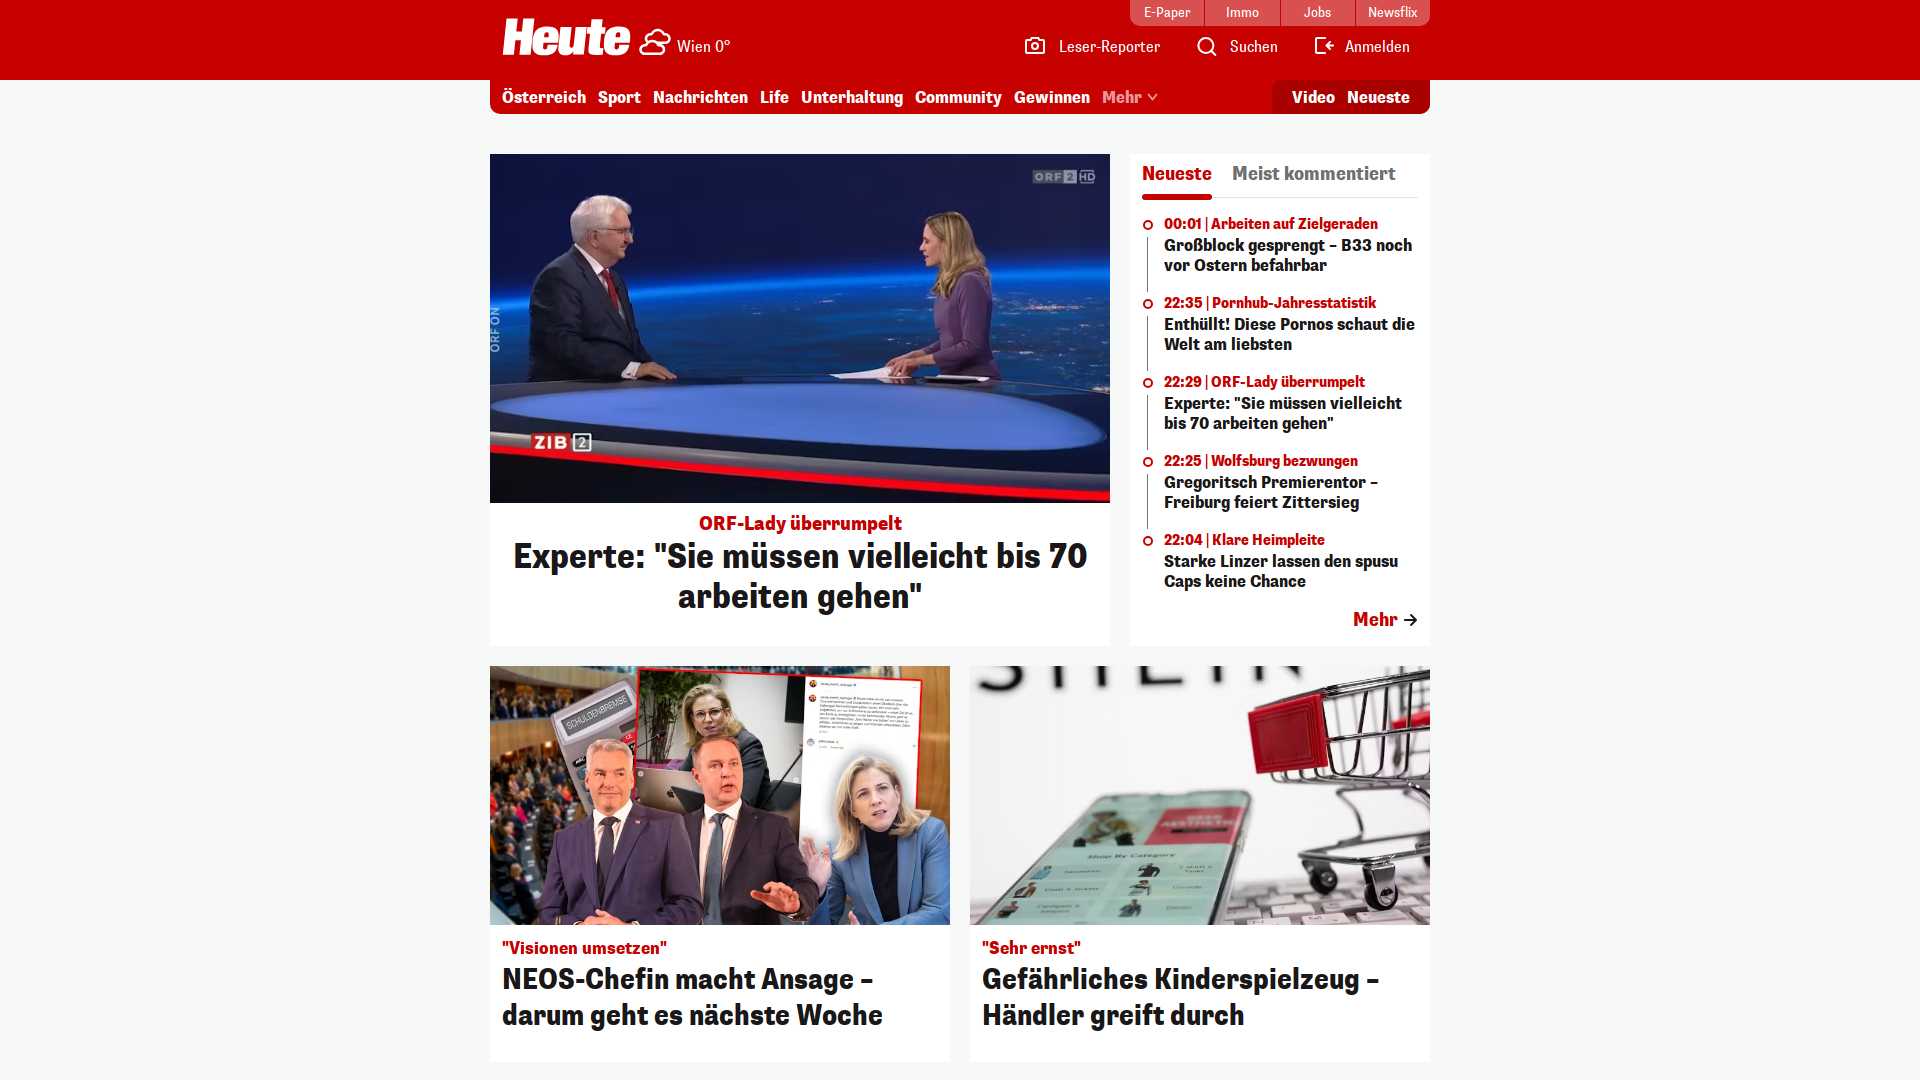 E-Paper
Immo
Jobs
Newsflix
Heute
Wien 0°
Leser-Reporter
Suchen
Anmelden
Österreich
Sport
Nachrichten
Life
Unterhaltung
Community
Gewinnen
Mehr
Video
Neueste
ORF 2 HD
ORF ON
ZIB 2
ORF-Lady überrumpelt
Experte: "Sie müssen vielleicht bis 70
arbeiten gehen"
Neueste
Meist kommentiert
00:01 | Arbeiten auf Zielgeraden
Großblock gesprengt – B33 noch
vor Ostern befahrbar
22:35 | Pornhub-Jahresstatistik
Enthüllt! Diese Pornos schaut die
Welt am liebsten
22:29 | ORF-Lady überrumpelt
Experte: "Sie müssen vielleicht
bis 70 arbeiten gehen"
22:25 | Wolfsburg bezwungen
Gregoritsch Premierentor –
Freiburg feiert Zittersieg
22:04 | Klare Heimpleite
Starke Linzer lassen den spusu
Caps keine Chance
Mehr
SCHULDENBREMSE
"Visionen umsetzen"
NEOS-Chefin macht Ansage –
darum geht es nächste Woche
Shop By Category
"Sehr ernst"
Gefährliches Kinderspielzeug –
Händler greift durch